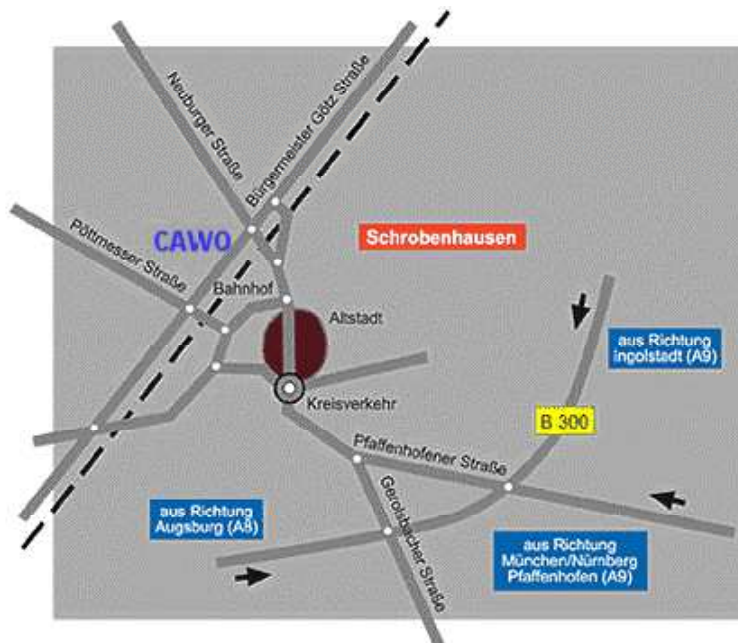 Neuburger Straße
Bürgermeister Götz Straße
Pöttmesser Straße
CAWO
Schrobenhausen
Bahnhof
Altstadt
aus Richtung
Ingolstadt (A9)
Kreisverkehr
B 300
Pfaffenhofener Straße
Gerolsbacher Straße
aus Richtung
Augsburg (A8)
aus Richtung
München/Nürnberg
Pfaffenhofen (A9)